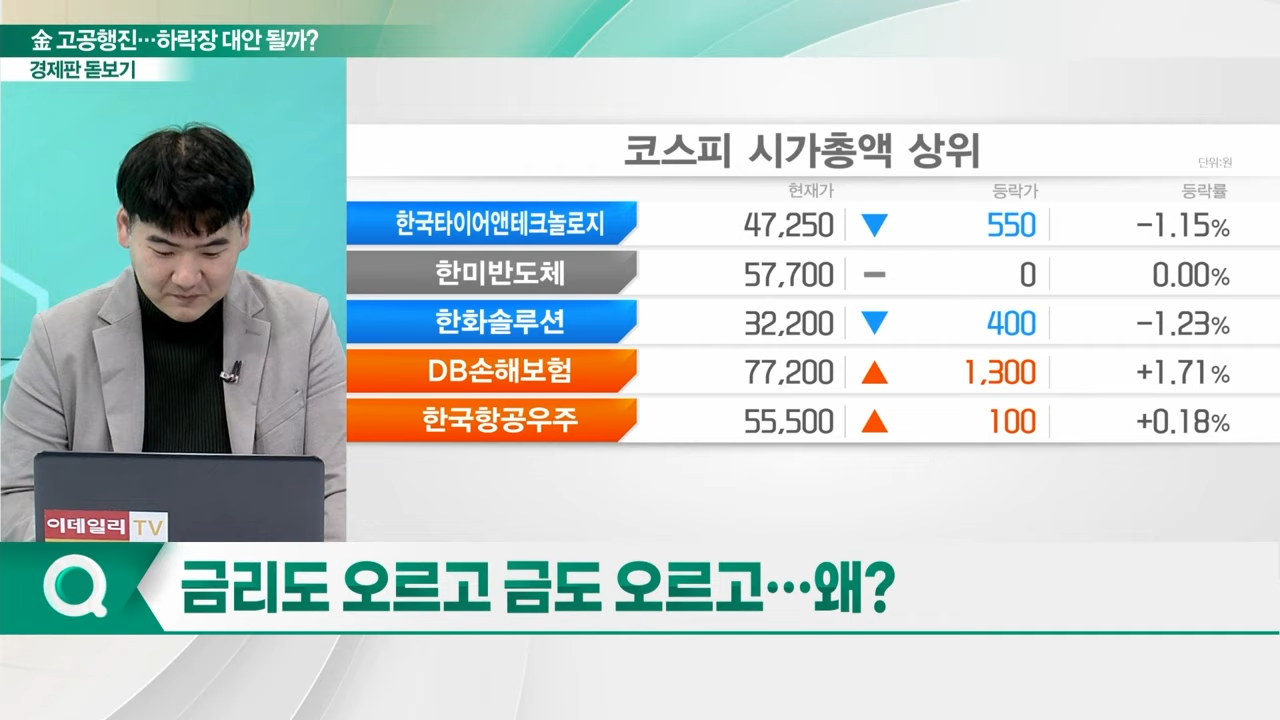 金 고공행진…하락장 대안 될까?
경제판 돋보기
코스피 시가총액 상위
단위:원
현재가 등락가 등락률
한국타이어앤테크놀로지 47,250 ▼ 550 -1.15%
한미반도체 57,700 - 0 0.00%
한화솔루션 32,200 ▼ 400 -1.23%
DB손해보험 77,200 ▲ 1,300 +1.71%
한국항공우주 55,500 ▲ 100 +0.18%
이데일리 TV
Q 금리도 오르고 금도 오르고…왜?